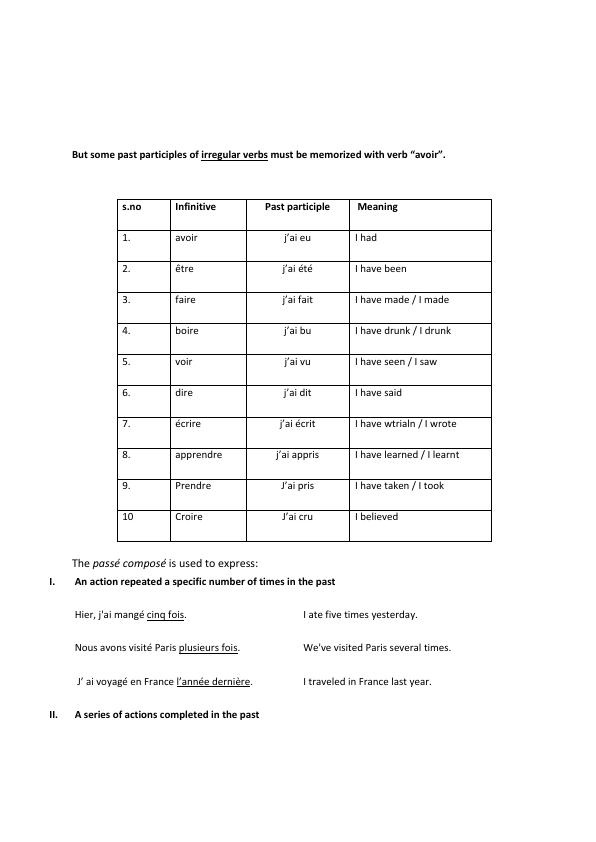 But some past participles of irregular verbs must be memorized with verb “avoir”.
s.no Infinitive Past participle Meaning
1. avoir j’ai eu I had
2. être j’ai été I have been
3. faire j’ai fait I have made / I made
4. boire j’ai bu I have drunk / I drunk
5. voir j’ai vu I have seen / I saw
6. dire j’ai dit I have said
7. écrire j’ai écrit I have wtrialn / I wrote
8. apprendre j’ai appris I have learned / I learnt
9. Prendre J’ai pris I have taken / I took
10 Croire J’ai cru I believed
The passé composé is used to express:
I. An action repeated a specific number of times in the past
Hier, j'ai mangé cinq fois. I ate five times yesterday.
Nous avons visité Paris plusieurs fois. We’ve visited Paris several times.
J’ ai voyagé en France l’année dernière. I traveled in France last year.
II. A series of actions completed in the past